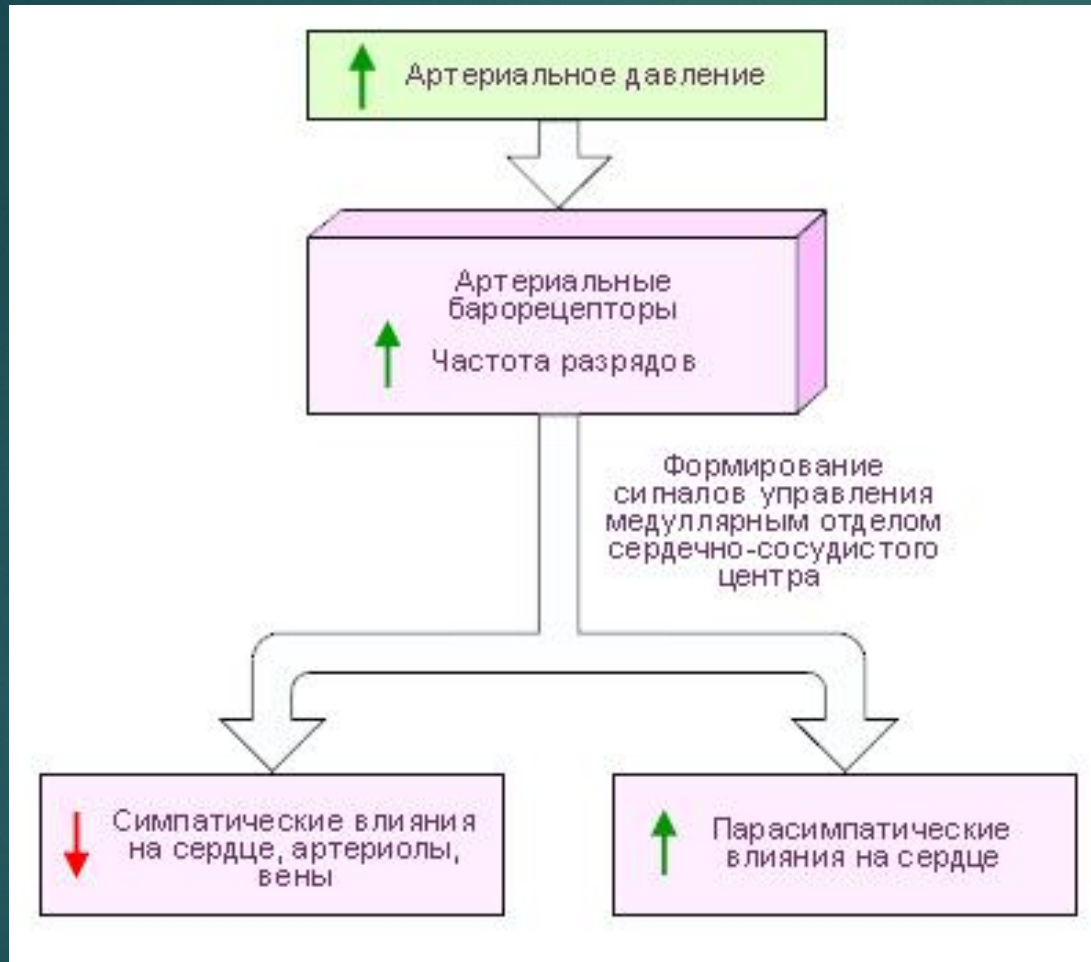 Артериальное давление
Артериальные
барорецепторы
Частота разрядов
Формирование
сигналов управления
медуллярным отделом
сердечно-сосудистого
центра
Симпатические влияния
на сердце, артериолы,
вены
Парасимпатические
влияния на сердце